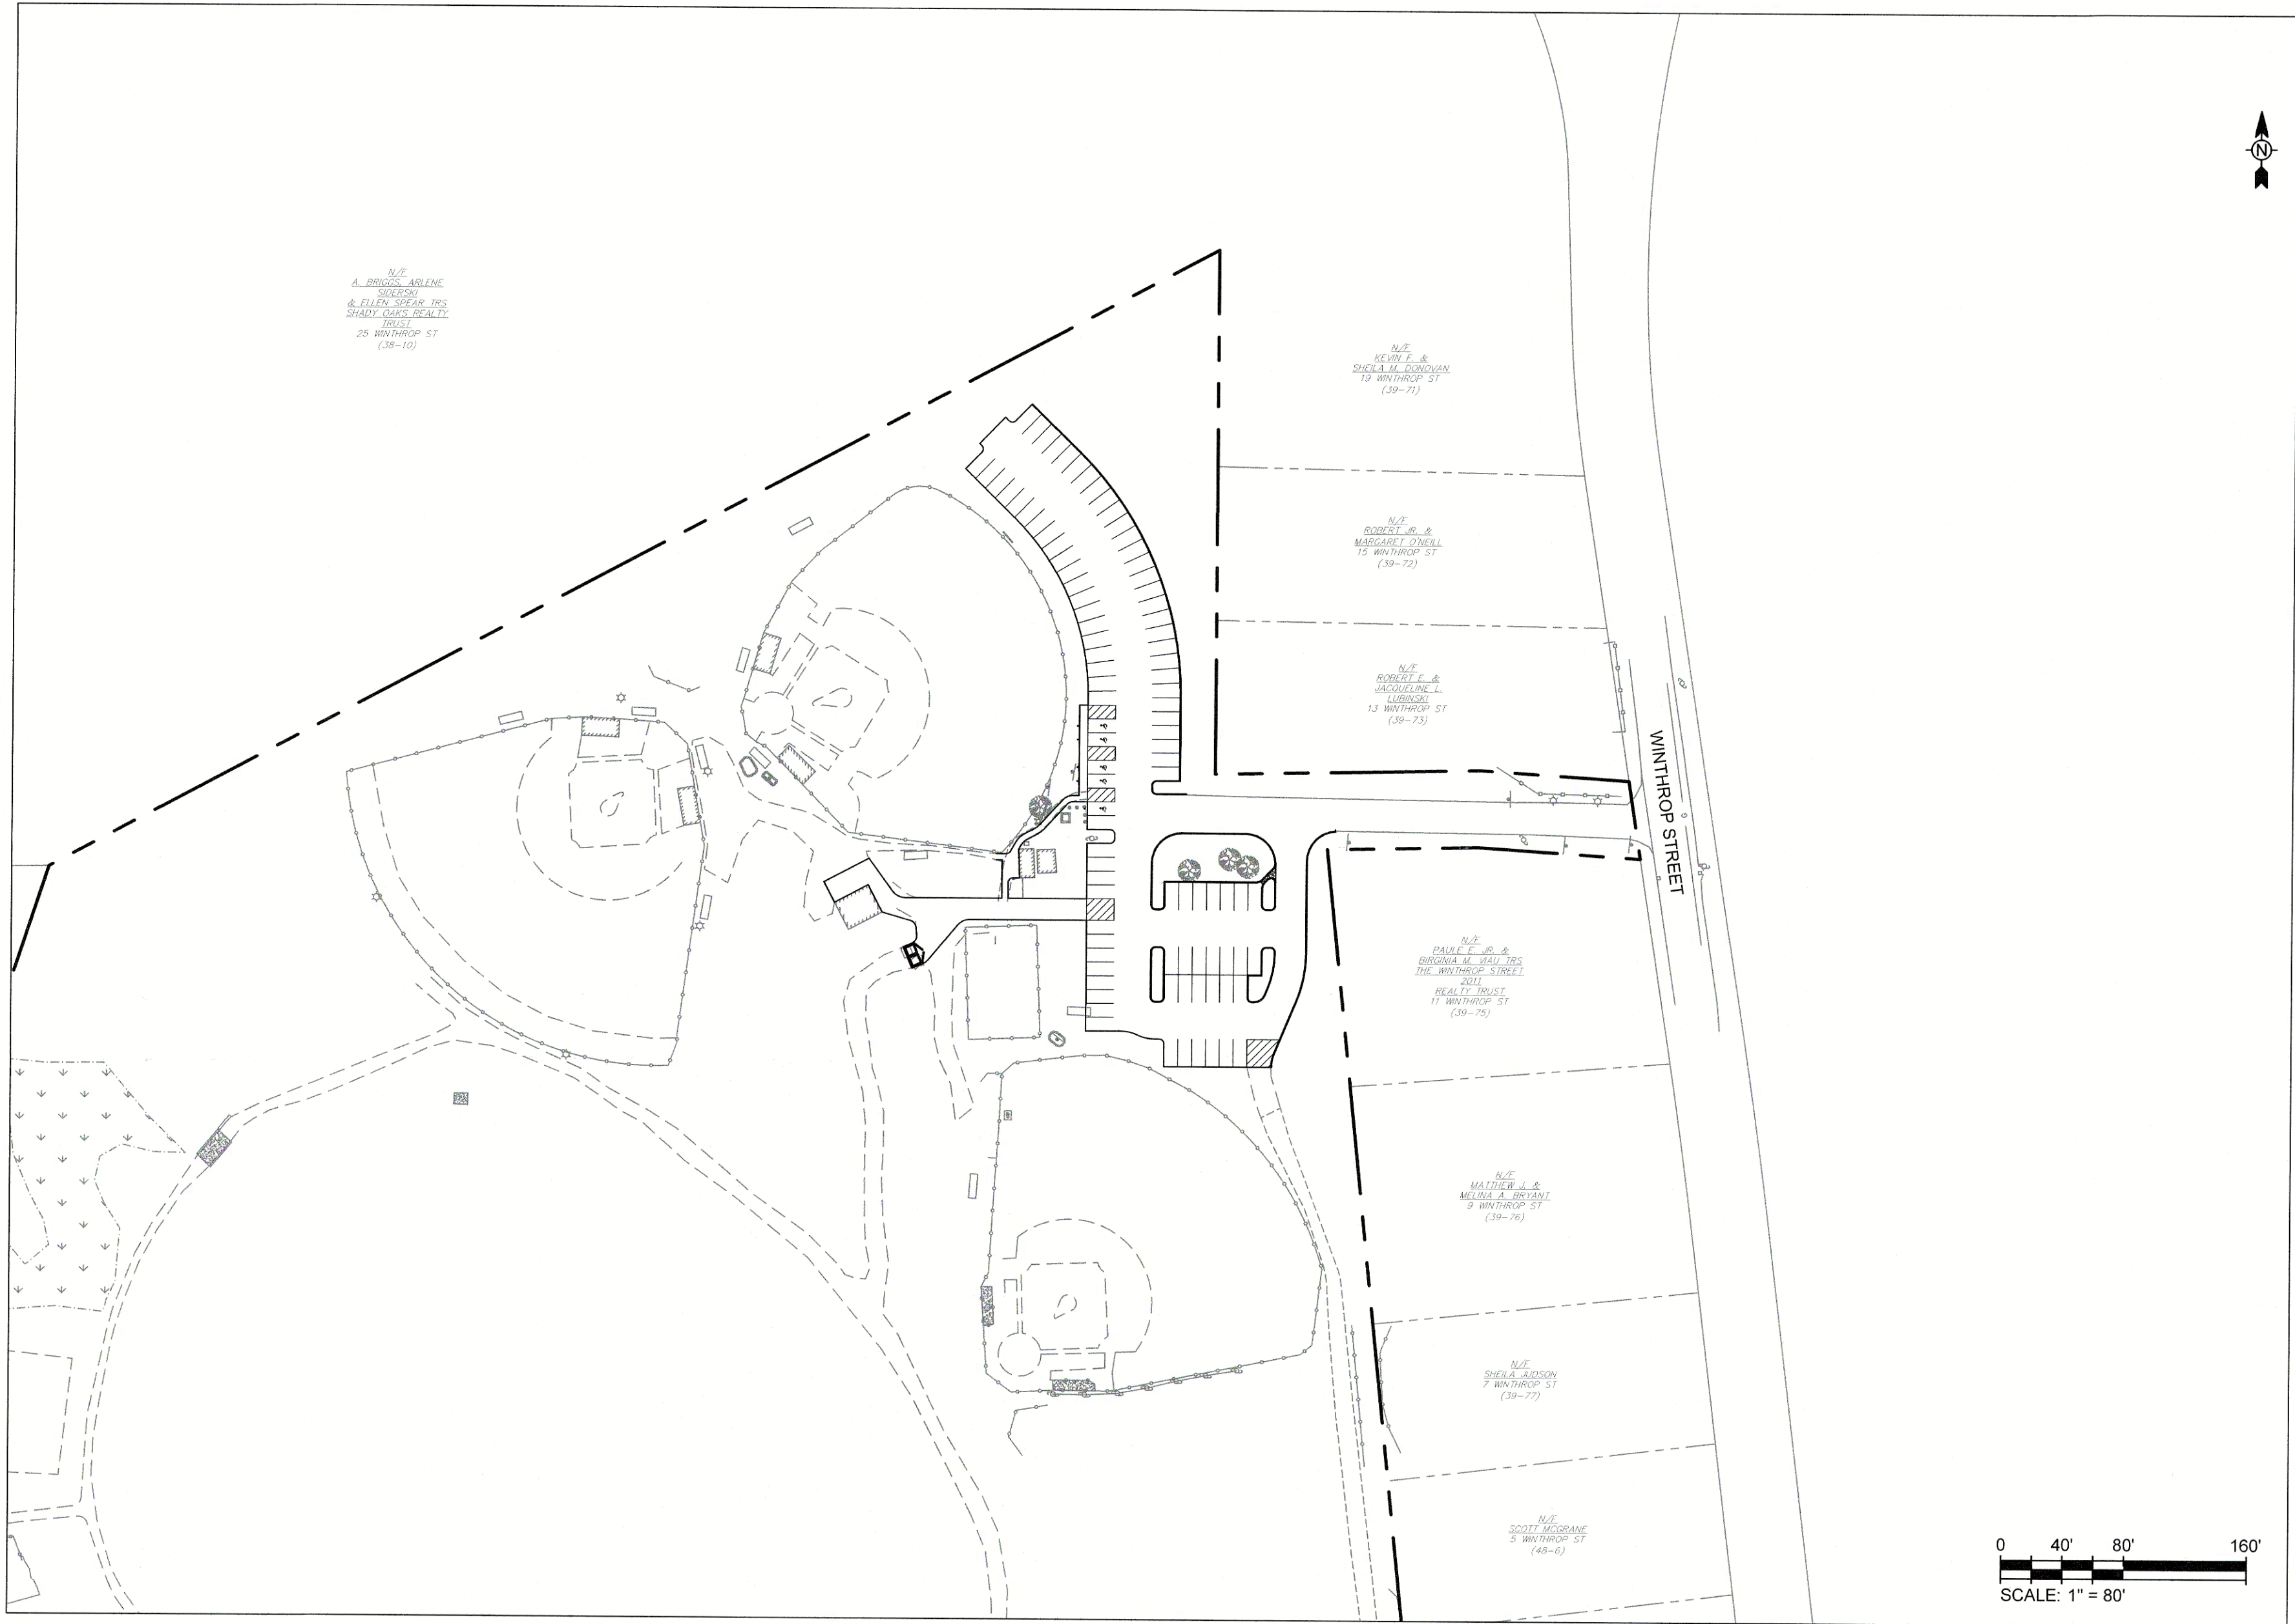 N
N/F
A. BRIGGS, ARLENE
SIDERSKI
& ELLEN SPEAR TRS
SHADY OAKS REALTY
TRUST
25 WINTHROP ST
(38-10)
N/F
KEVIN F. &
SHEILA M. DONOVAN
19 WINTHROP ST
(39-71)
N/F
ROBERT JR. &
MARGARET O'NEILL
15 WINTHROP ST
(39-72)
N/F
ROBERT E. &
JACQUELINE L.
LUBINSKI
13 WINTHROP ST
(39-73)
WINTHROP STREET
N/F
PAULE E. JR. &
BIRGINIA M. VIAU TRS
THE WINTHROP STREET
2011
REALTY TRUST
11 WINTHROP ST
(39-75)
N/F
MATTHEW J. &
MELINA A. BRYANT
9 WINTHROP ST
(39-76)
N/F
SHEILA JUDSON
7 WINTHROP ST
(39-77)
N/F
SCOTT MCGRANE
5 WINTHROP ST
(48-6)
0 40' 80' 160'
SCALE: 1" = 80'